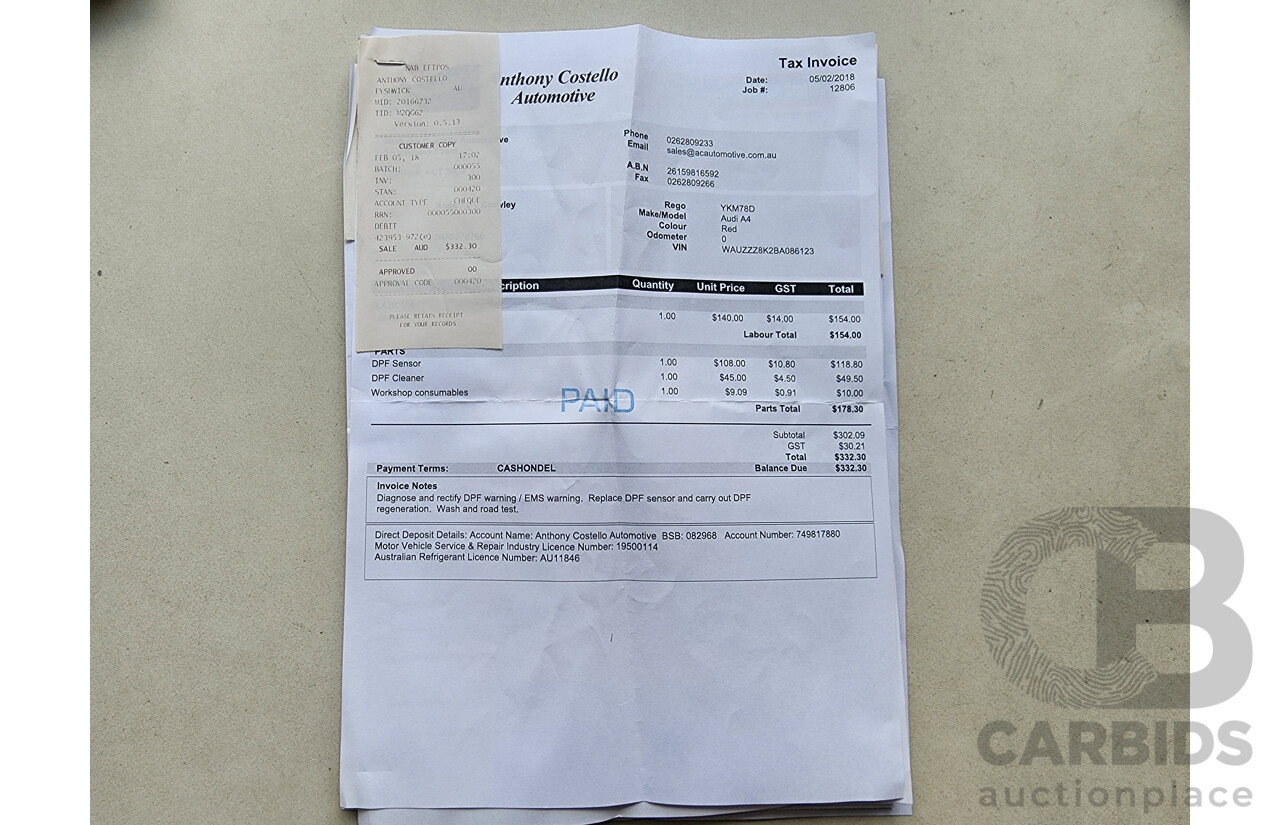 NAB EFTPOS
ANTHONY COSTELLO
FYSHWICK AU
MID: 20166732
TID: M2QG62
Version: 0.5.13
CUSTOMER COPY
FEB 05, 18 17:02
BATCH: 000055
INV: 300
STAN: 000420
ACCOUNT TYPE CHEQUE
RRN: 000055000300
DEBIT
423953-972(e)
SALE AUD $332.30
APPROVED 00
APPROVAL CODE 000420
PLEASE RETAIN RECEIPT
FOR YOUR RECORDS
nthony Costello
Automotive
Tax Invoice
Date: 05/02/2018
Job #: 12806
ve
Phone 0262809233
Email sales@acautomotive.com.au
A.B.N 26159816592
Fax 0262809266
vley
Rego YKM78D
Make/Model Audi A4
Colour Red
Odometer 0
VIN WAUZZZ8K2BA086123
cription Quantity Unit Price GST Total
1.00 $140.00 $14.00 $154.00
Labour Total $154.00
PARTS
DPF Sensor 1.00 $108.00 $10.80 $118.80
DPF Cleaner 1.00 $45.00 $4.50 $49.50
Workshop consumables 1.00 $9.09 $0.91 $10.00
PAID
Parts Total $178.30
Subtotal $302.09
GST $30.21
Total $332.30
Payment Terms: CASHONDEL Balance Due $332.30
Invoice Notes
Diagnose and rectify DPF warning / EMS warning. Replace DPF sensor and carry out DPF
regeneration. Wash and road test.
Direct Deposit Details: Account Name: Anthony Costello Automotive BSB: 082968 Account Number: 749817880
Motor Vehicle Service & Repair Industry Licence Number: 19500114
Australian Refrigerant Licence Number: AU11846
CB
CARBIDS
auctionplace